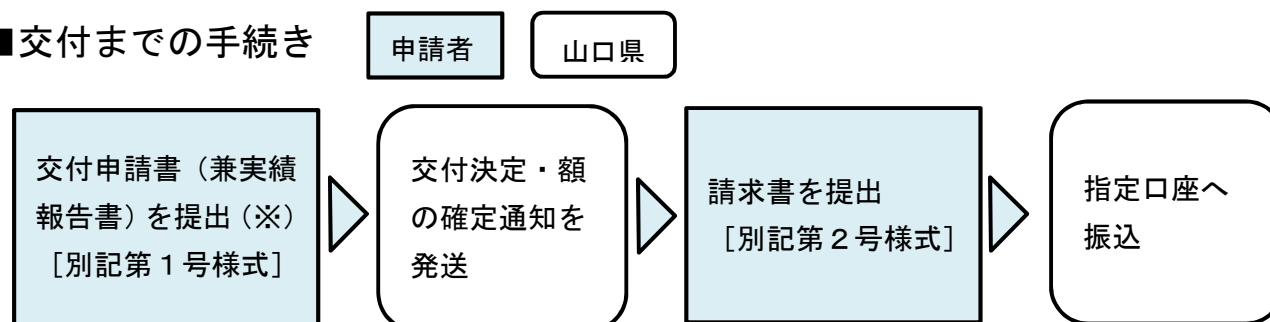 ■交付までの手続き
申請者
山口県
交付申請書（兼実績
報告書）を提出（※）
［別記第１号様式］
交付決定・額
の確定通知を
発送
請求書を提出
［別記第２号様式］
指定口座へ
振込